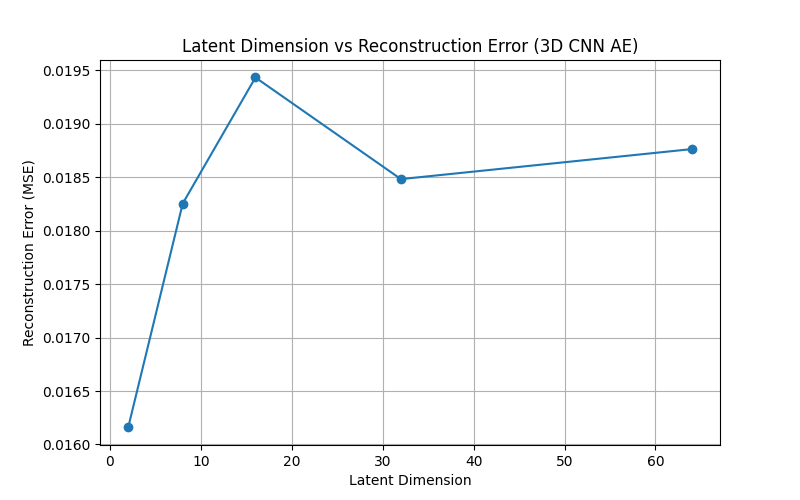 Latent Dimension vs Reconstruction Error (3D CNN AE)
0.0195
0.0190
0.0185
0.0180
0.0175
0.0170
0.0165
0.0160
Reconstruction Error (MSE)
0 10 20 30 40 50 60
Latent Dimension